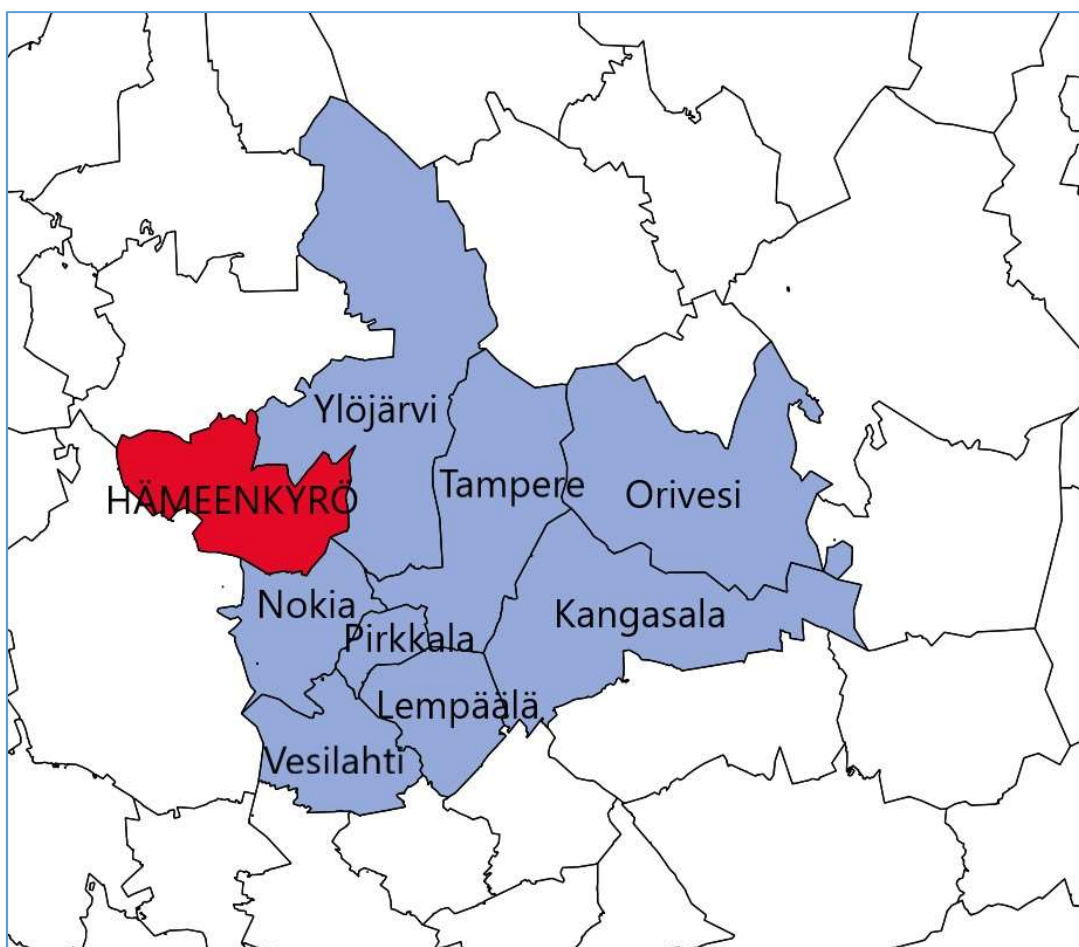 Ylöjärvi
Tampere
Orivesi
HÄMEENKYRÖ
Nokia
Kangasala
Pirkkala
Lempäälä
Vesilahti